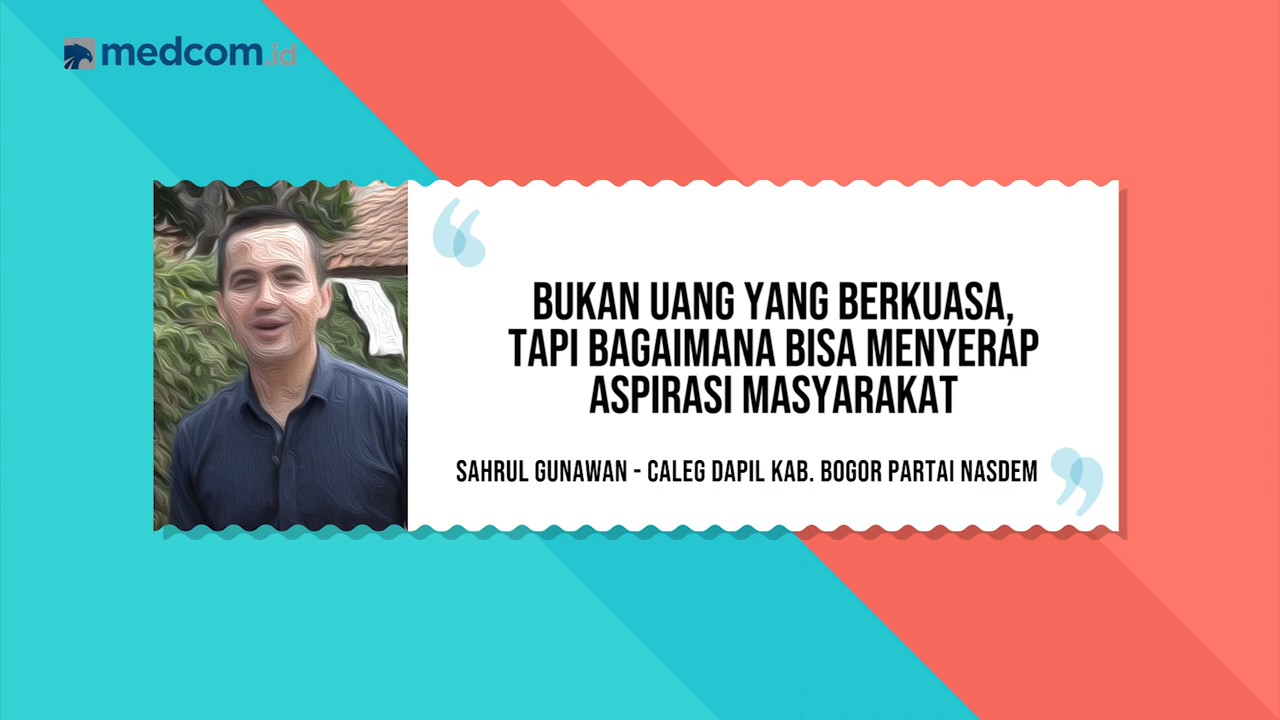 medcom.id
BUKAN UANG YANG BERKUASA,
TAPI BAGAIMANA BISA MENYERAP
ASPIRASI MASYARAKAT
SAHRUL GUNAWAN - CALEG DAPIL KAB. BOGOR PARTAI NASDEM